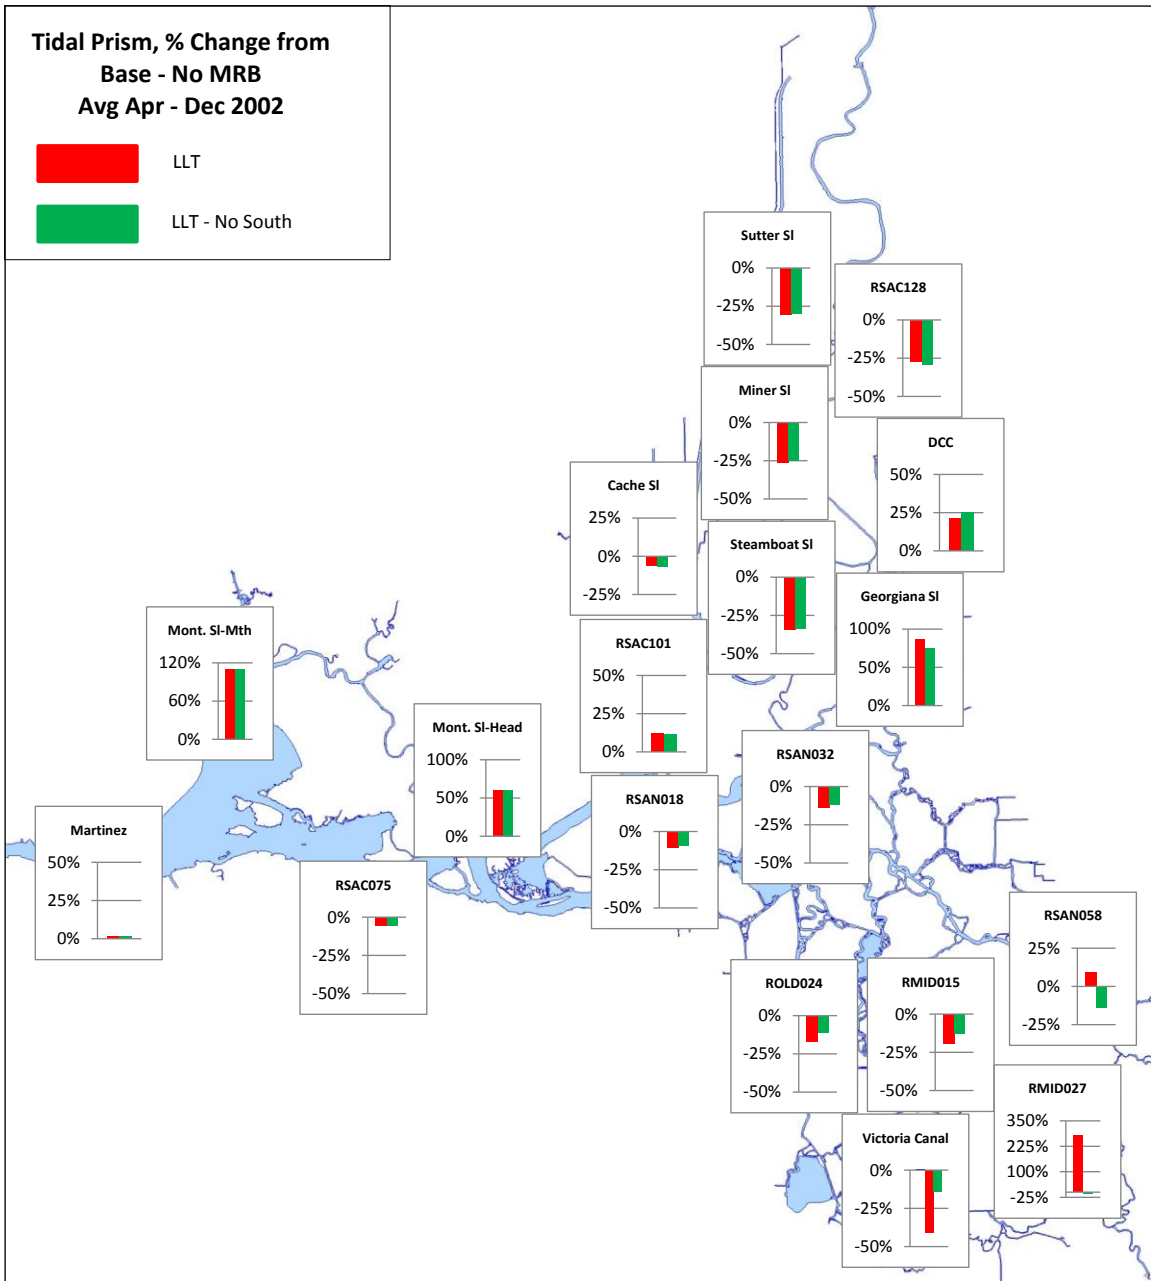 Tidal Prism, % Change from
Base - No MRB
Avg Apr - Dec 2002
LLT
LLT - No South
Sutter Sl
0%
-25%
-50%
RSAC128
0%
-25%
-50%
Miner Sl
0%
-25%
-50%
DCC
50%
25%
0%
Cache Sl
25%
0%
-25%
Steamboat Sl
0%
-25%
-50%
Georgiana Sl
100%
50%
0%
Mont. Sl-Mth
120%
60%
0%
RSAC101
50%
25%
0%
Mont. Sl-Head
100%
50%
0%
RSAN032
0%
-25%
-50%
RSAN018
0%
-25%
-50%
Martinez
50%
25%
0%
RSAC075
0%
-25%
-50%
RSAN058
25%
0%
-25%
ROLD024
0%
-25%
-50%
RMID015
0%
-25%
-50%
RMID027
350%
225%
100%
-25%
Victoria Canal
0%
-25%
-50%